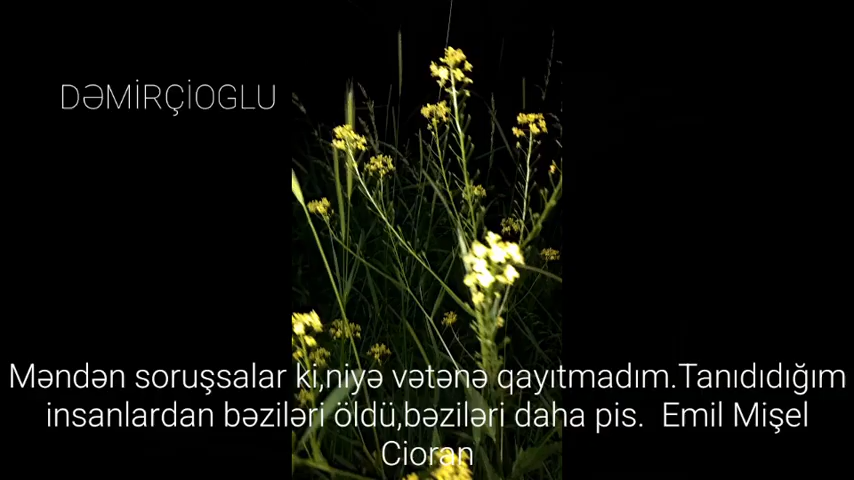 DƏMİRÇİOGLU
Məndən soruşsalar ki,niyə vətənə qayıtmadım.Tanıdıdığım
insanlardan bəziləri öldü,bəziləri daha pis.  Emil Mişel
Cioran